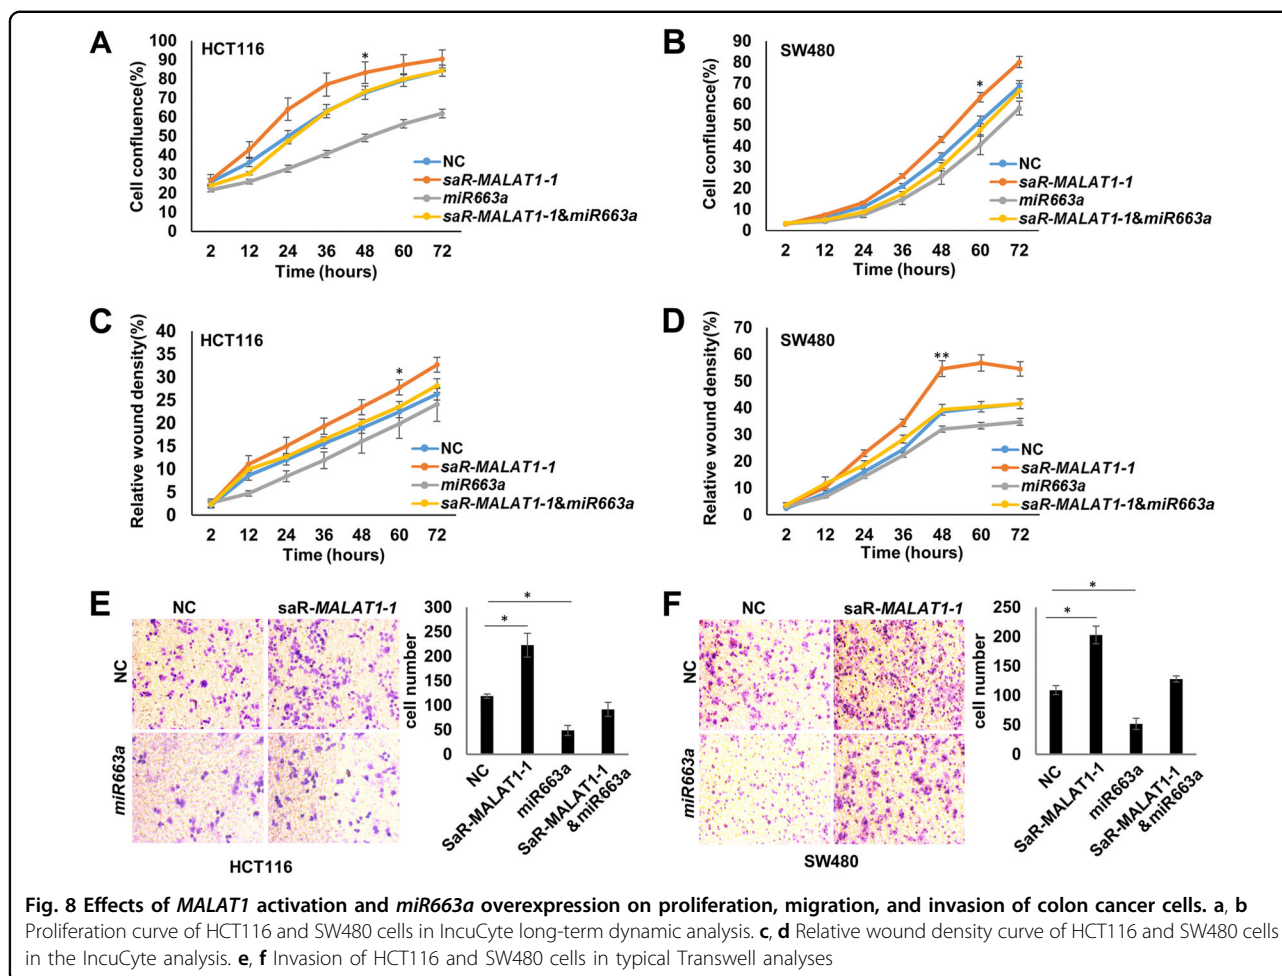 A
HCT116
Cell confluence(%)
100
90
80
70
60
50
40
30
20
10
0
*
NC
saR-MALAT1-1
miR663a
saR-MALAT1-1&miR663a
2 12 24 36 48 60 72
Time (hours)
B
SW480
Cell confluence(%)
90
80
70
60
50
40
30
20
10
0
*
NC
saR-MALAT1-1
miR663a
saR-MALAT1-1&miR663a
2 12 24 36 48 60 72
Time (hours)
C
HCT116
Relative wound density(%)
40
35
30
25
20
15
10
5
0
*
NC
saR-MALAT1-1
miR663a
saR-MALAT1-1&miR663a
2 12 24 36 48 60 72
Time (hours)
D
SW480
Relative wound density(%)
70
60
50
40
30
20
10
0
**
NC
saR-MALAT1-1
miR663a
saR-MALAT1-1&miR663a
2 12 24 36 48 60 72
Time (hours)
E
NC saR-MALAT1-1
NC
miR663a
HCT116
cell number
300
250
200
150
100
50
0
*
*
NC
SaR-MALAT1-1
miR663a
SaR-MALAT1-1
&miR663a
F
NC saR-MALAT1-1
NC
miR663a
SW480
cell number
250
200
150
100
50
0
*
*
NC
SaR-MALAT1-1
miR663a
SaR-MALAT1-1
&miR663a
Fig. 8 Effects of MALAT1 activation and miR663a overexpression on proliferation, migration, and invasion of colon cancer cells. a, b
Proliferation curve of HCT116 and SW480 cells in IncuCyte long-term dynamic analysis. c, d Relative wound density curve of HCT116 and SW480 cells
in the IncuCyte analysis. e, f Invasion of HCT116 and SW480 cells in typical Transwell analyses